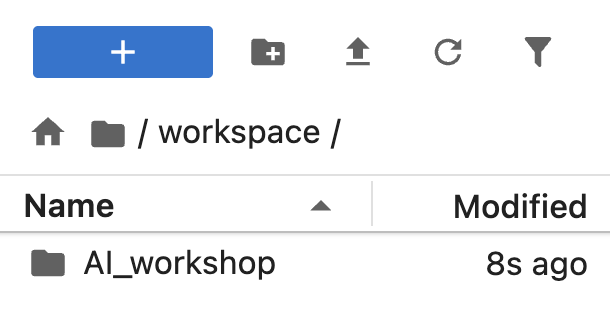 / workspace /
Name Modified
AI_workshop 8s ago